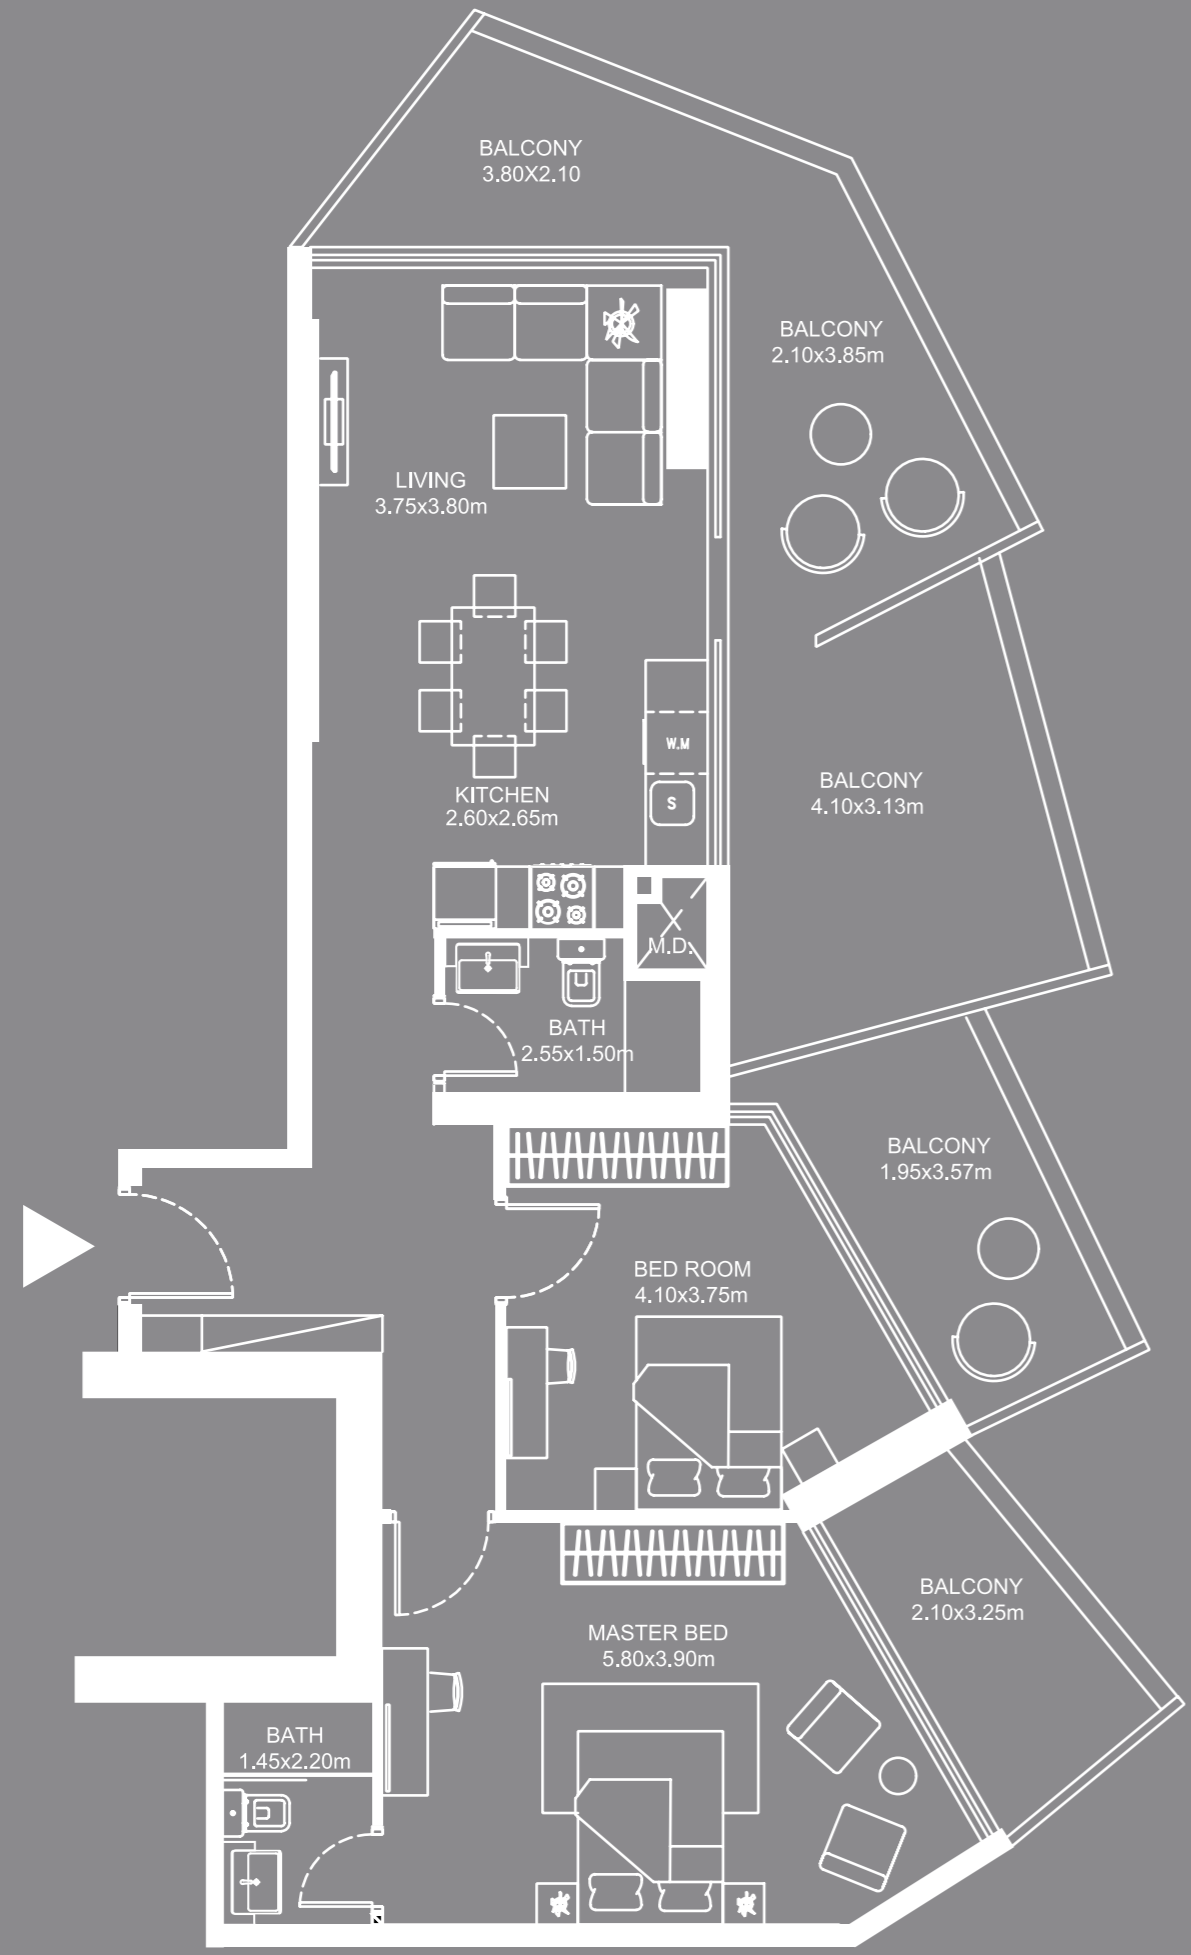 BALCONY
3.80X2.10
BALCONY
2.10x3.85m
LIVING
3.75x3.80m
W.M
KITCHEN
2.60x2.65m
S
BALCONY
4.10x3.13m
M.D.
BATH
2.55x1.50m
BALCONY
1.95x3.57m
BED ROOM
4.10x3.75m
BALCONY
2.10x3.25m
MASTER BED
5.80x3.90m
BATH
1.45x2.20m